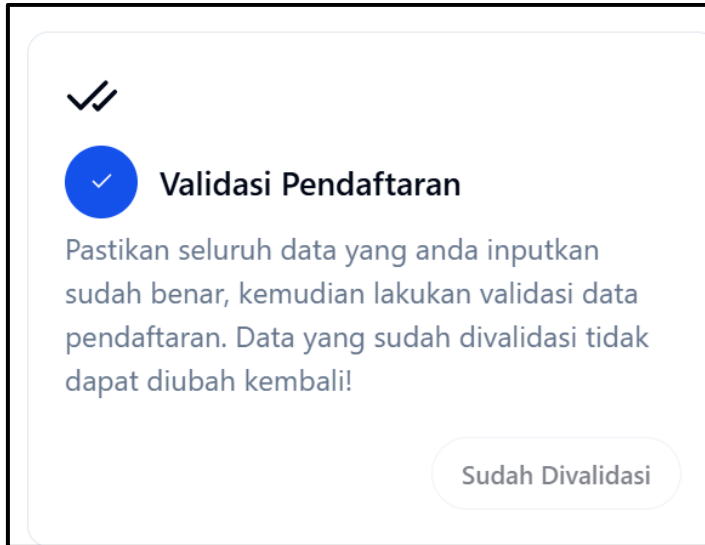 Validasi Pendaftaran
Pastikan seluruh data yang anda inputkan
sudah benar, kemudian lakukan validasi data
pendaftaran. Data yang sudah divalidasi tidak
dapat diubah kembali!
Sudah Divalidasi